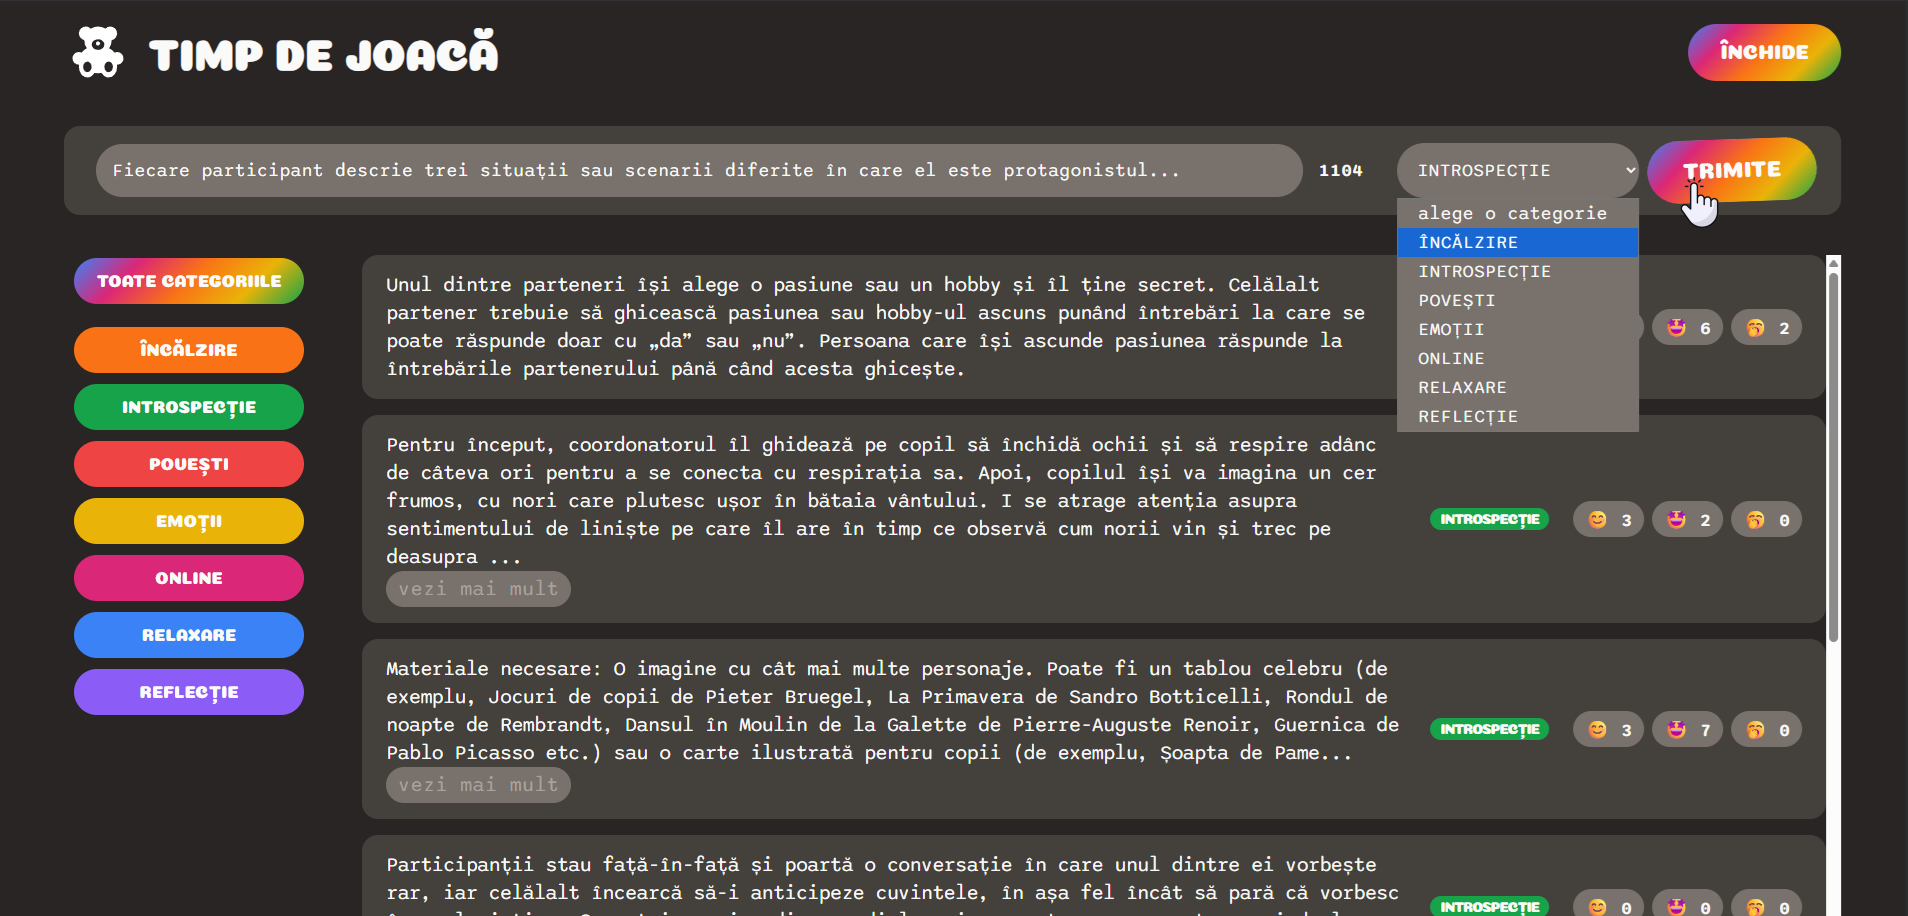 TIMP DE JOACĂ
ÎNCHIDE
Fiecare participant descrie trei situații sau scenarii diferite în care el este protagonistul...
1104
INTROSPECȚIE
TRIMITE
alege o categorie
ÎNCĂLZIRE
INTROSPECȚIE
POVEȘTI
EMOȚII
ONLINE
RELAXARE
REFLECȚIE
TOATE CATEGORIILE
ÎNCĂLZIRE
INTROSPECȚIE
POVEȘTI
EMOȚII
ONLINE
RELAXARE
REFLECȚIE
Unul dintre parteneri își alege o pasiune sau un hobby și îl ține secret. Celălalt
partener trebuie să ghicească pasiunea sau hobby-ul ascuns punând întrebări la care se
poate răspunde doar cu „da” sau „nu”. Persoana care își ascunde pasiunea răspunde la
întrebările partenerului până când acesta ghicește.
6
2
Pentru început, coordonatorul îl ghidează pe copil să închidă ochii și să respire adânc
de câteva ori pentru a se conecta cu respirația sa. Apoi, copilul își va imagina un cer
frumos, cu nori care plutesc ușor în bătaia vântului. I se atrage atenția asupra
sentimentului de liniște pe care îl are în timp ce observă cum norii vin și trec pe
deasupra ...
vezi mai mult
INTROSPECȚIE
3
2
0
Materiale necesare: O imagine cu cât mai multe personaje. Poate fi un tablou celebru (de
exemplu, Jocuri de copii de Pieter Bruegel, La Primavera de Sandro Botticelli, Rondul de
noapte de Rembrandt, Dansul în Moulin de la Galette de Pierre-Auguste Renoir, Guernica de
Pablo Picasso etc.) sau o carte ilustrată pentru copii (de exemplu, Șoapta de Pame...
vezi mai mult
INTROSPECȚIE
3
7
0
Participanții stau față-în-față și poartă o conversație în care unul dintre ei vorbește
rar, iar celălalt încearcă să-i anticipeze cuvintele, în așa fel încât să pară că vorbesc
INTROSPECȚIE
0
0
0